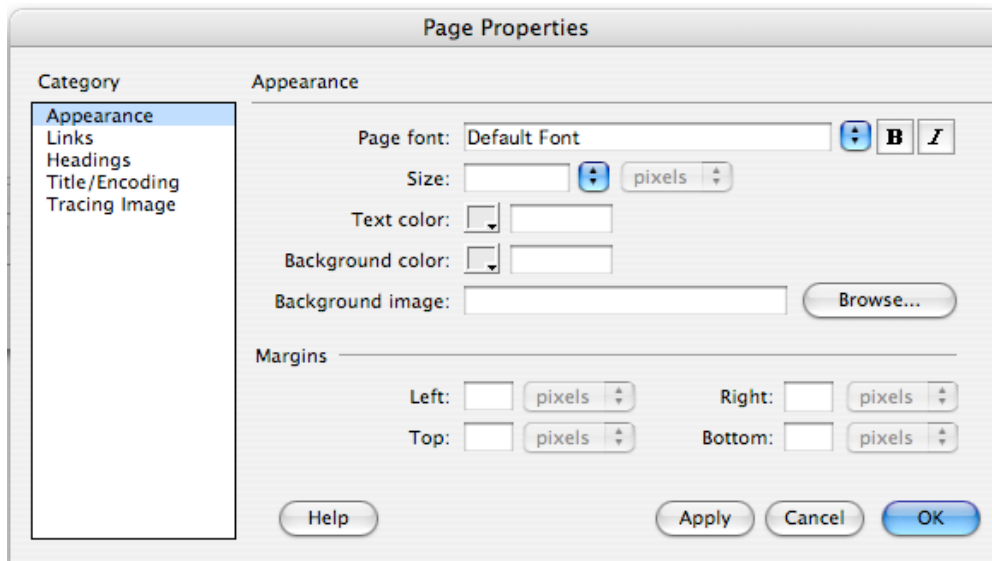 Page Properties
Category
Appearance
Links
Headings
Title/Encoding
Tracing Image
Appearance
Page font: Default Font B I
Size: pixels
Text color:
Background color:
Background image: Browse...
Margins
Left: pixels Right: pixels
Top: pixels Bottom: pixels
Help Apply Cancel OK